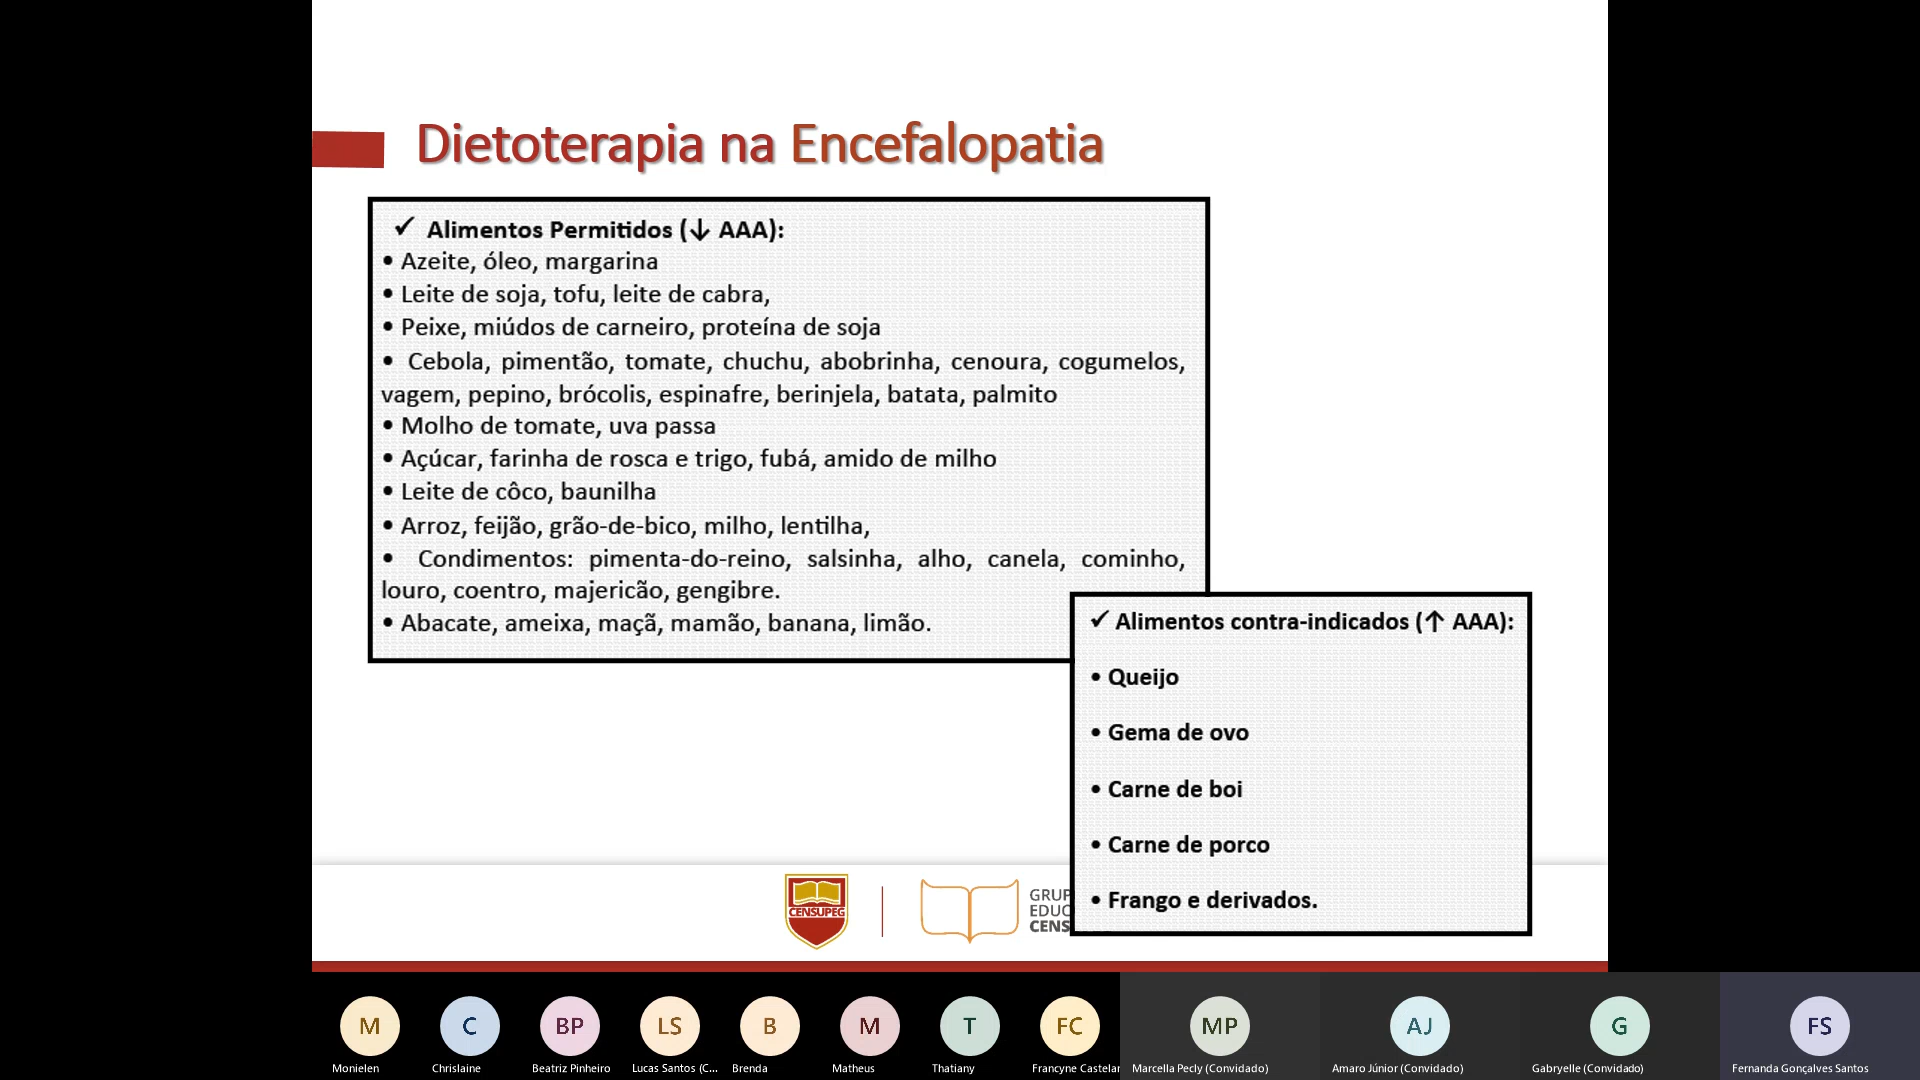 Dietoterapia na Encefalopatia
✓ Alimentos Permitidos (↓ AAA):
• Azeite, óleo, margarina
• Leite de soja, tofu, leite de cabra,
• Peixe, miúdos de carneiro, proteína de soja
• Cebola, pimentão, tomate, chuchu, abobrinha, cenoura, cogumelos,
vagem, pepino, brócolis, espinafre, berinjela, batata, palmito
• Molho de tomate, uva passa
• Açúcar, farinha de rosca e trigo, fubá, amido de milho
• Leite de côco, baunilha
• Arroz, feijão, grão-de-bico, milho, lentilha,
• Condimentos: pimenta-do-reino, salsinha, alho, canela, cominho,
louro, coentro, majericão, gengibre.
• Abacate, ameixa, maçã, mamão, banana, limão.
✓ Alimentos contra-indicados (↑ AAA):
• Queijo
• Gema de ovo
• Carne de boi
• Carne de porco
• Frango e derivados.
CENSUPEG
GRUP
EDUC
CENS
M
C
BP
LS
B
M
T
FC
MP
AJ
G
FS
Monielen
Chrislaine
Beatriz Pinheiro
Lucas Santos (C...
Brenda
Matheus
Thatiany
Francyne Castelar
Marcella Pecly (Convidado)
Amaro Júnior (Convidado)
Gabryelle (Convidado)
Fernanda Gonçalves Santos